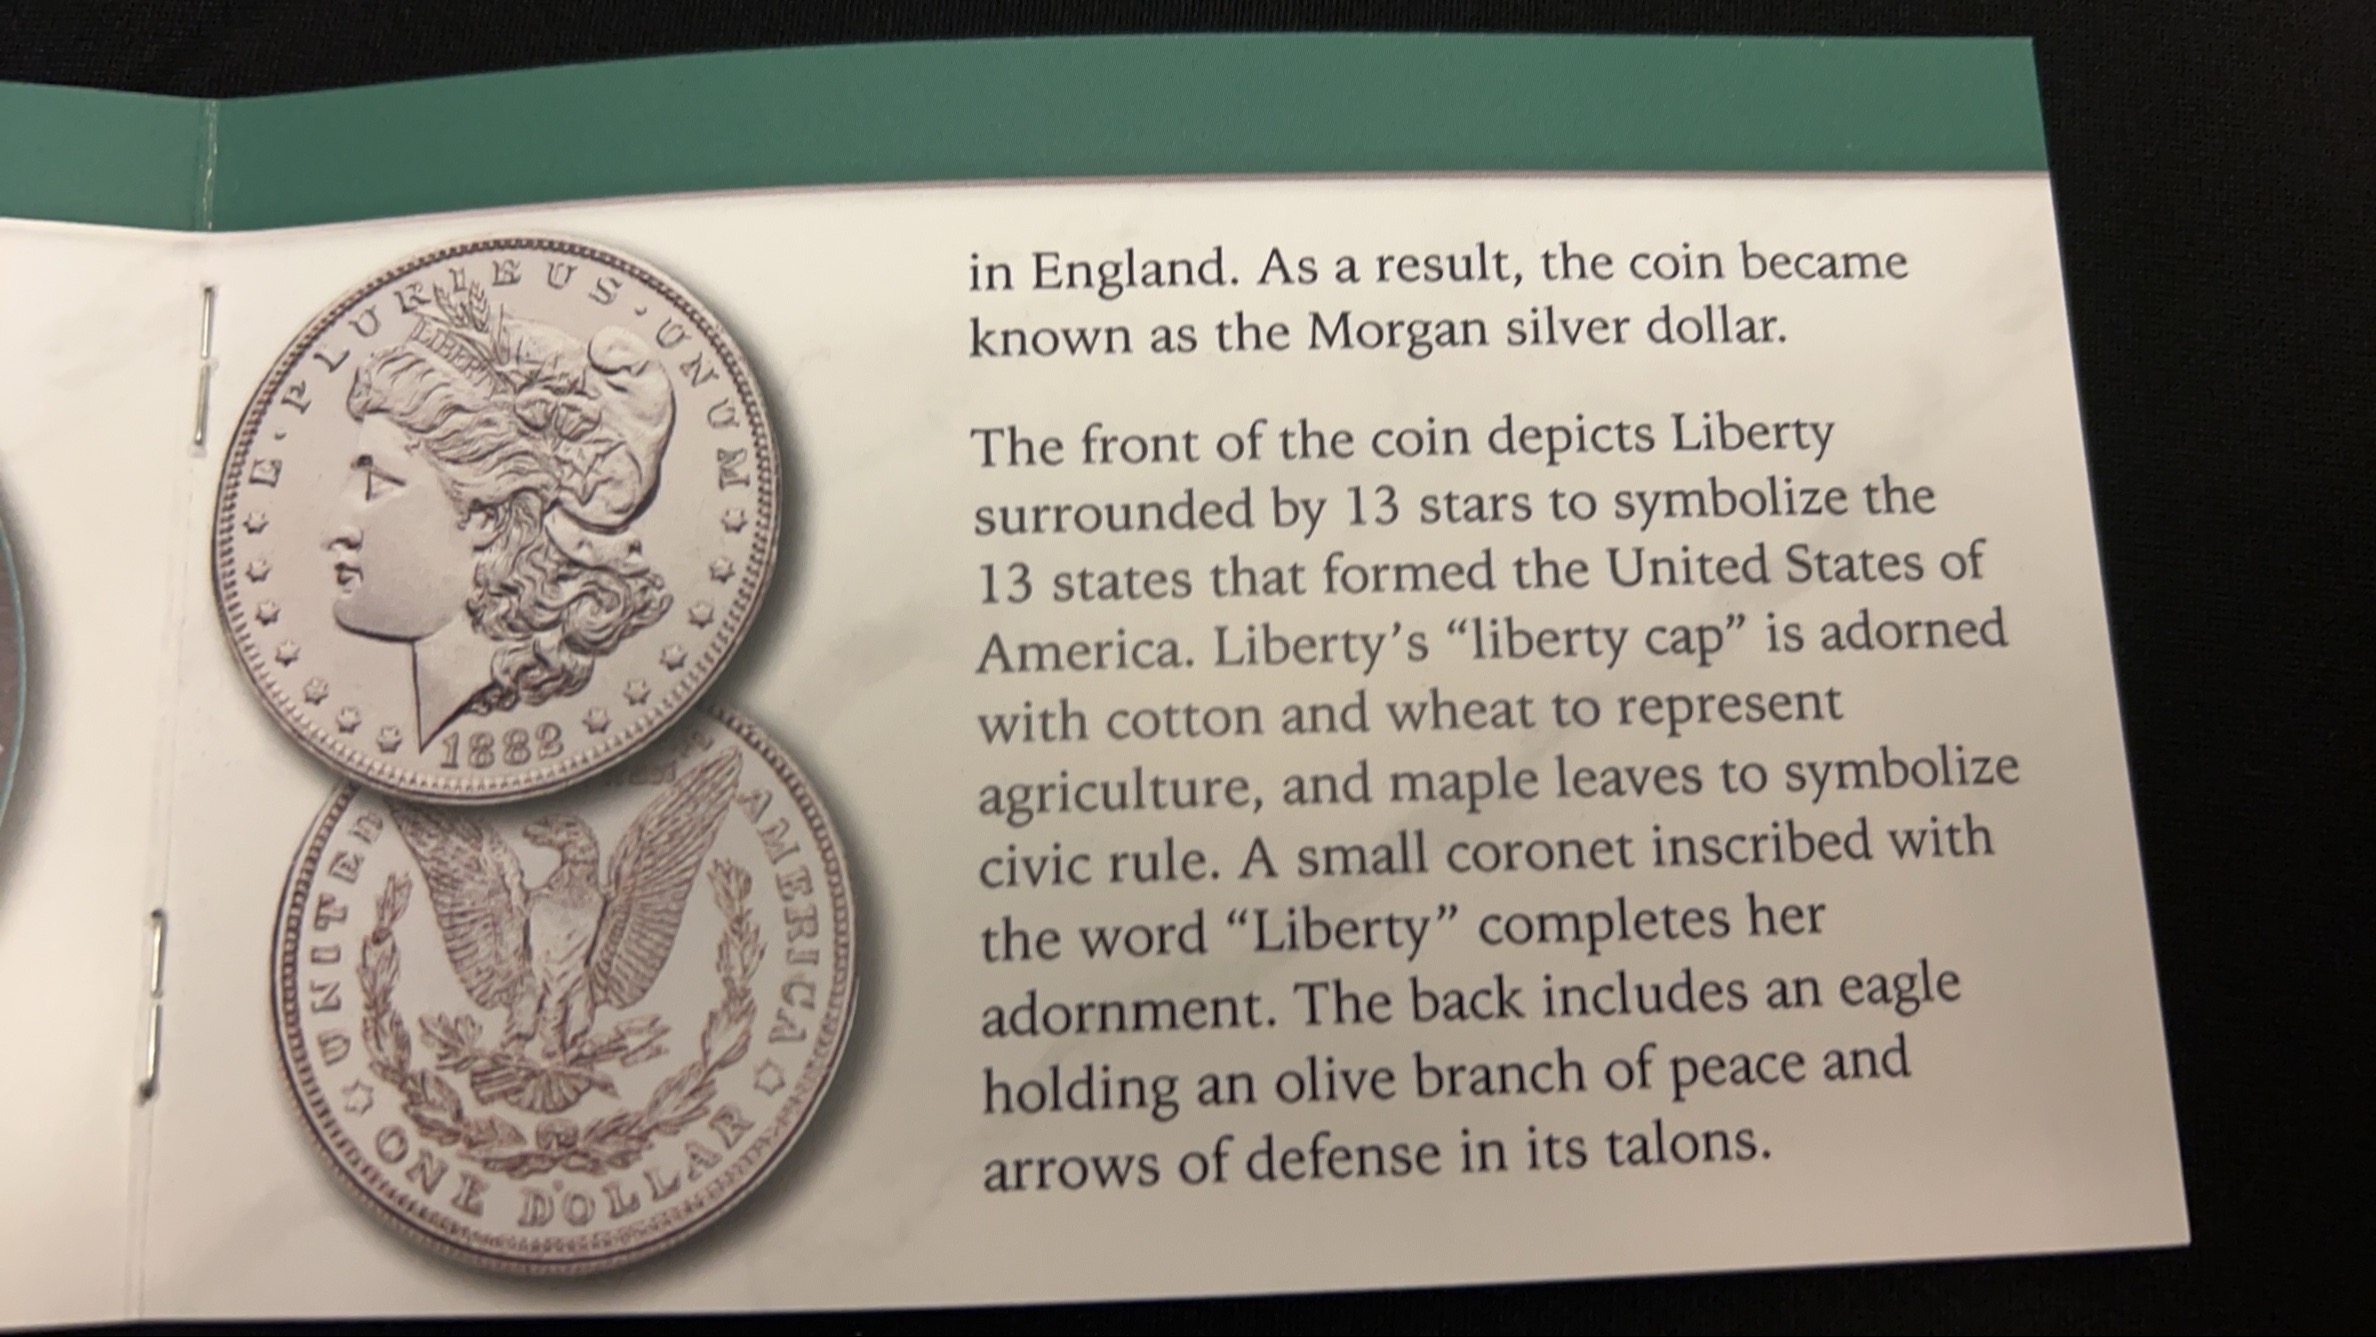 E·PLURIBUS·UNUM
LIBERTY
1882
UNITED
AMERICA
ONE DOLLAR
in England. As a result, the coin became
known as the Morgan silver dollar.
The front of the coin depicts Liberty
surrounded by 13 stars to symbolize the
13 states that formed the United States of
America. Liberty’s “liberty cap” is adorned
with cotton and wheat to represent
agriculture, and maple leaves to symbolize
civic rule. A small coronet inscribed with
the word “Liberty” completes her
adornment. The back includes an eagle
holding an olive branch of peace and
arrows of defense in its talons.